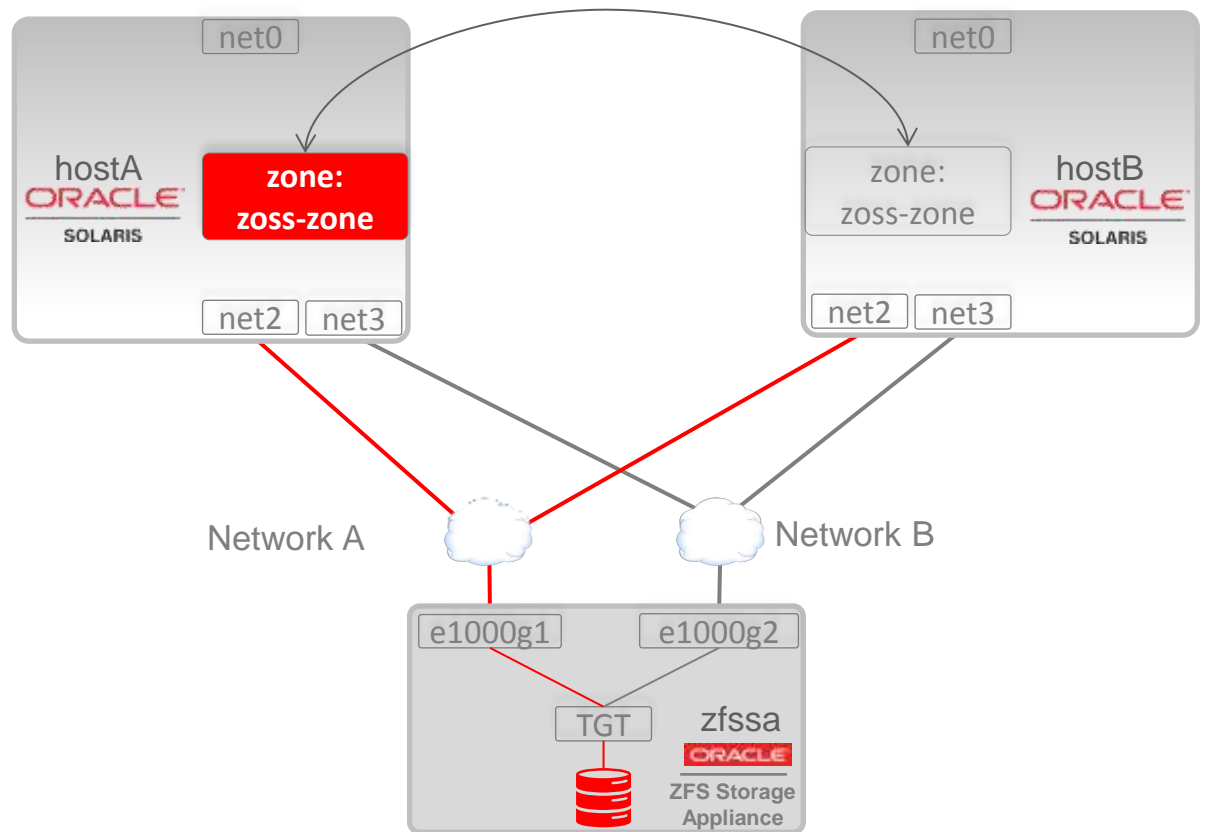 net0
net0
hostA
ORACLE
SOLARIS
zone:
zoss-zone
zone:
zoss-zone
hostB
ORACLE
SOLARIS
net2
net3
net2
net3
Network A
Network B
e1000g1
e1000g2
TGT
zfssa
ORACLE
ZFS Storage
Appliance